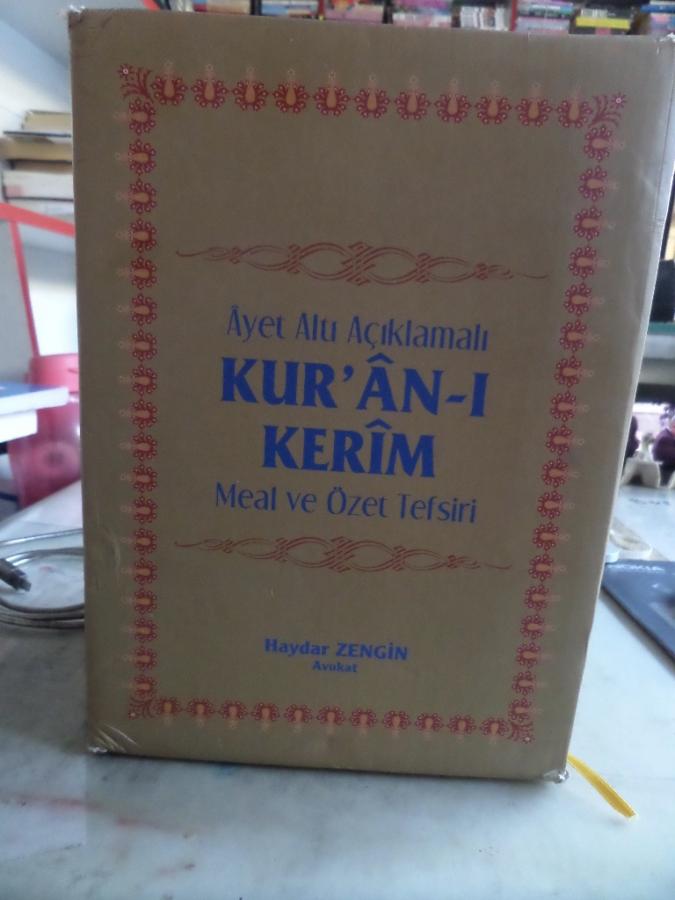 Âyet Altı Açıklamalı
KUR'ÂN-I
KERÎM
Meal ve Özet Tefsiri
Haydar ZENGİN
Avukat